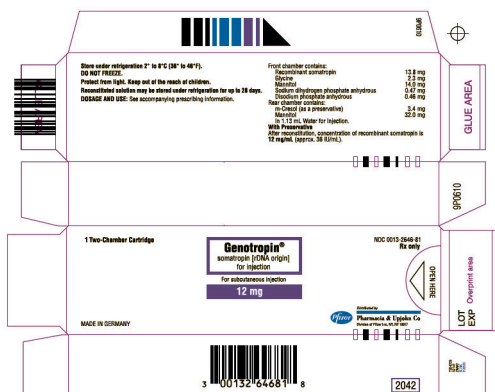 9P0610
Store under refrigeration 2° to 8°C (36° to 46°F).
DO NOT FREEZE.
Protect from light. Keep out of the reach of children.
Reconstituted solution may be stored under refrigeration for up to 28 days.
DOSAGE AND USE: See accompanying prescribing information.
Front chamber contains:
Recombinant somatropin 13.8 mg
Glycine 2.3 mg
Mannitol 14.0 mg
Sodium dihydrogen phosphate anhydrous 0.47 mg
Disodium phosphate anhydrous 0.46 mg
Rear chamber contains:
m-Cresol (as a preservative) 3.4 mg
Mannitol 32.0 mg
in 1.13 mL Water for Injection.
With Preservative
After reconstitution, concentration of recombinant somatropin is
12 mg/mL (approx. 36 IU/mL).
GLUE AREA
9P0610
1 Two-Chamber Cartridge
Genotropin®
somatropin [rDNA origin]
for injection
For subcutaneous injection
12 mg
NDC 0013-2646-81
Rx only
OPEN HERE
LOT
EXP
Overprint area
MADE IN GERMANY
Pfizer
Distributed by
Pharmacia & Upjohn Co
Division of Pfizer Inc, NY, NY 10017
3 00132 64681 8
2042